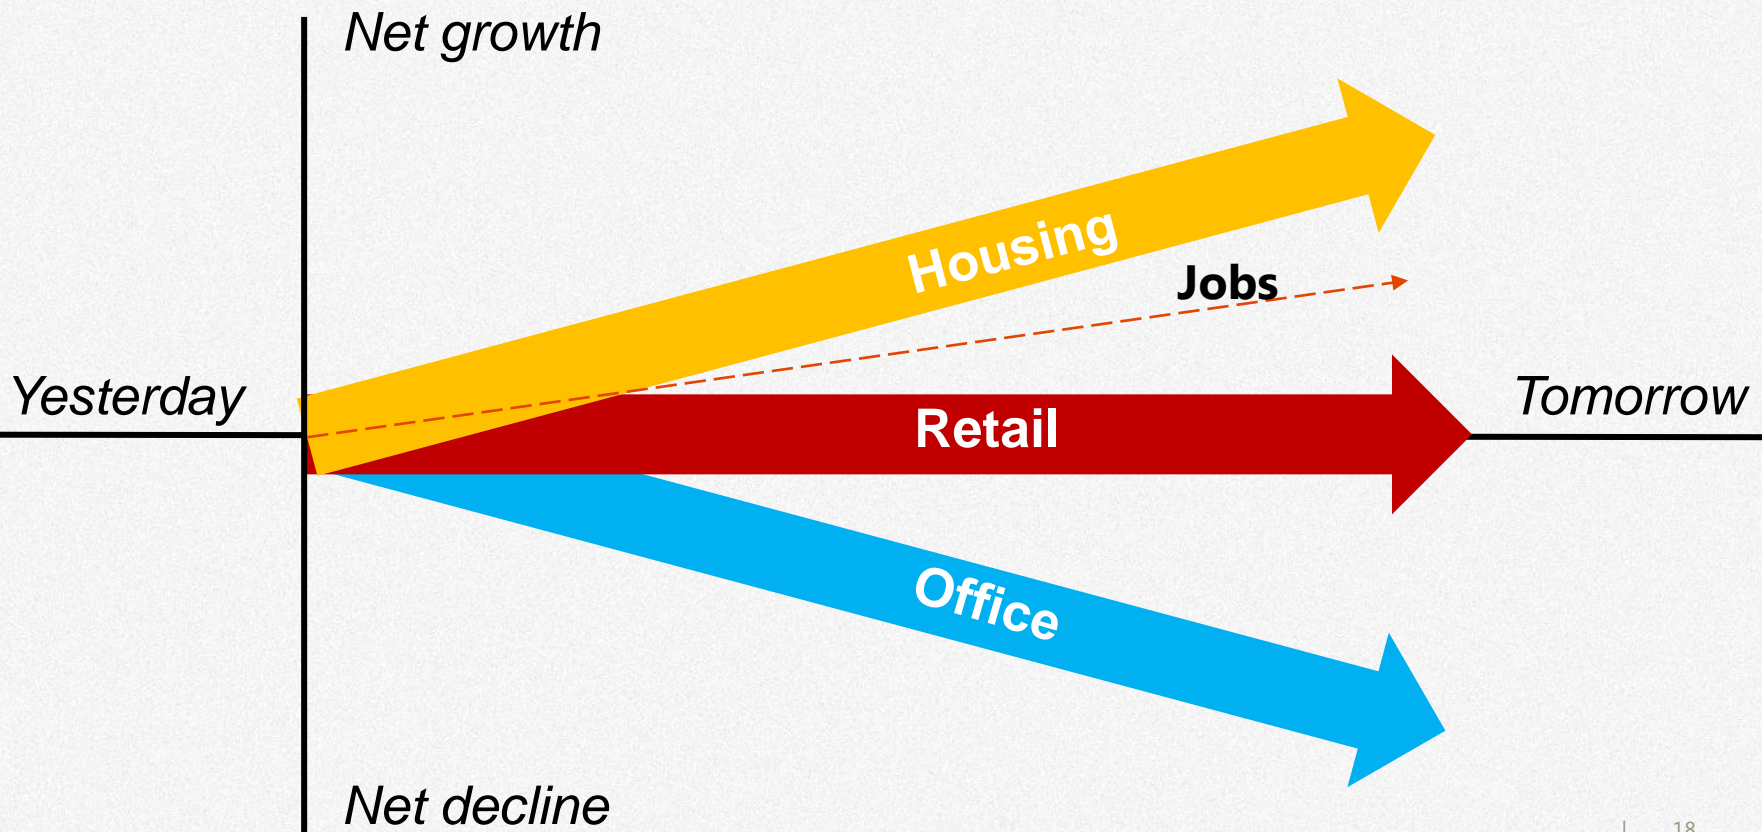 Net growth
Housing
Jobs
Yesterday
Tomorrow
Retail
Office
Net decline
| 18